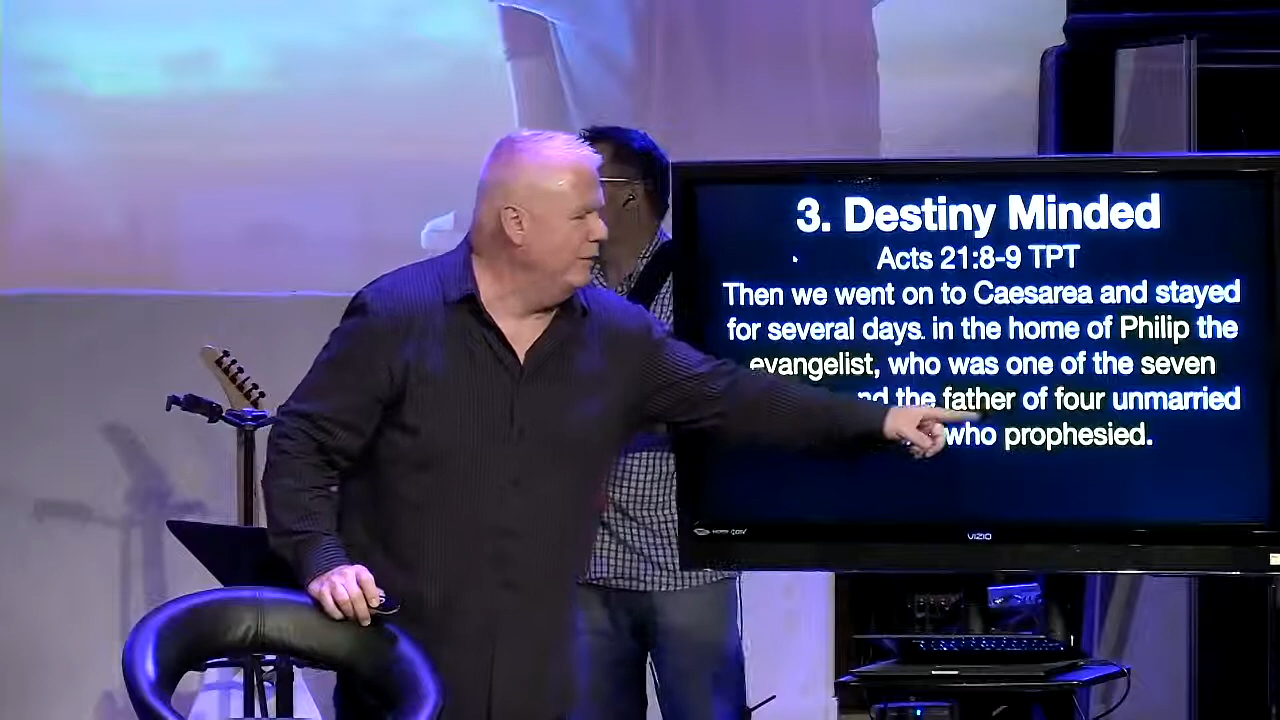 3. Destiny Minded
Acts 21:8-9 TPT
Then we went on to Caesarea and stayed
for several days. in the home of Philip the
evangelist, who was one of the seven
the father of four unmarried
who prophesied.
VIZIO